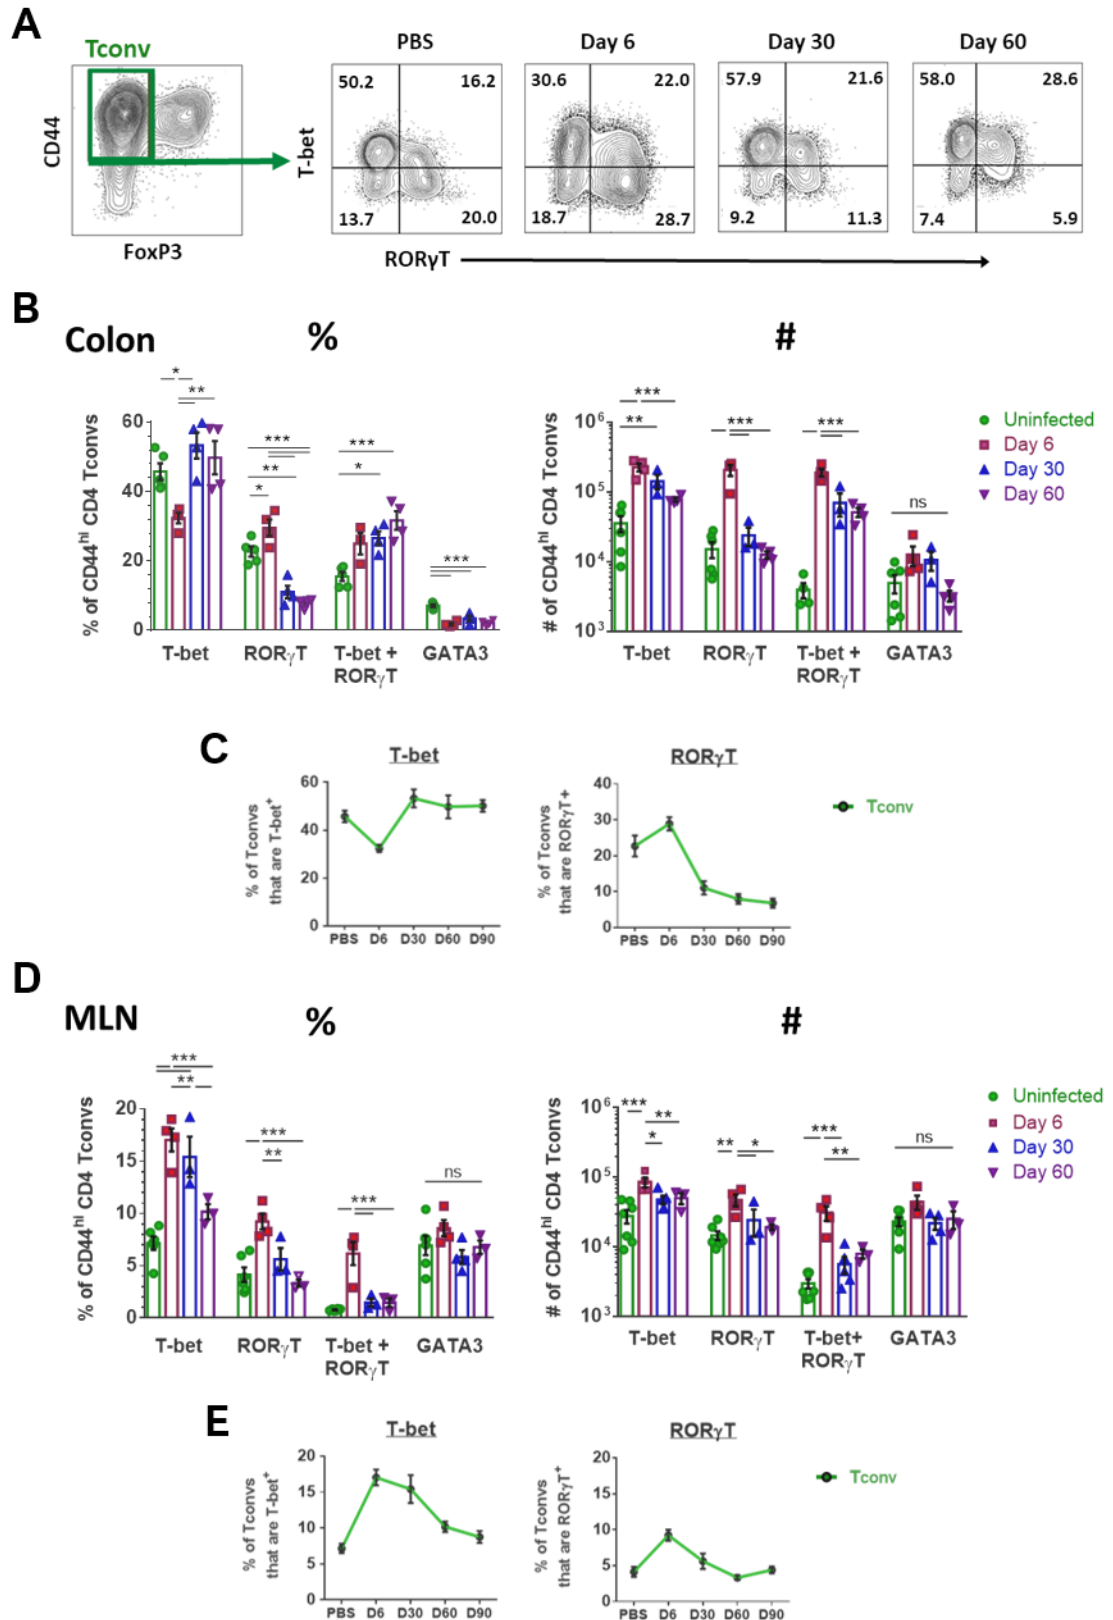 A
Tconv
CD44
FoxP3
PBS
Day 6
Day 30
Day 60
T-bet
50.2
16.2
13.7
20.0
30.6
22.0
18.7
28.7
57.9
21.6
9.2
11.3
58.0
28.6
7.4
5.9
RORγT
B
Colon
%
#
% of CD44hi CD4 Tconvs
60
40
20
0
*
**
***
**
*
***
*
***
T-bet
RORγT
T-bet +
RORγT
GATA3
# of CD44hi CD4 Tconvs
10⁶
10⁵
10⁴
10³
***
**
***
***
ns
T-bet
RORγT
T-bet +
RORγT
GATA3
Uninfected
Day 6
Day 30
Day 60
C
T-bet
% of Tconvs
that are T-bet⁺
60
40
20
0
PBS D6 D30 D60 D90
RORγT
% of Tconvs
that are RORγT+
40
30
20
10
0
PBS D6 D30 D60 D90
Tconv
D
MLN
%
#
% of CD44hi CD4 Tconvs
20
15
10
5
0
***
**
***
**
***
ns
T-bet
RORγT
T-bet +
RORγT
GATA3
# of CD44hi CD4 Tconvs
10⁶
10⁵
10⁴
10³
***
**
*
**
*
***
**
ns
T-bet
RORγT
T-bet+
RORγT
GATA3
Uninfected
Day 6
Day 30
Day 60
E
T-bet
% of Tconvs
that are T-bet⁺
20
15
10
5
0
PBS D6 D30 D60 D90
RORγT
% of Tconvs
that are RORγT⁺
20
15
10
5
0
PBS D6 D30 D60 D90
Tconv